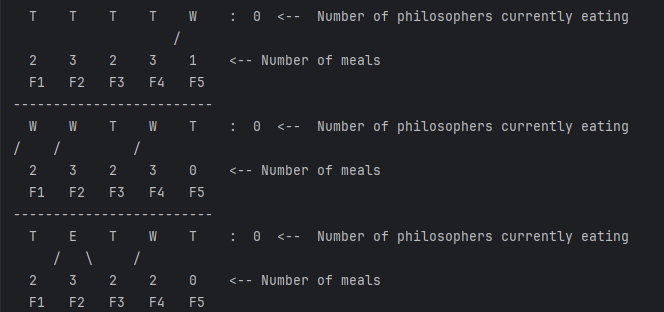 T    T    T    T    W    :  0  <--  Number of philosophers currently eating
                    /
  2    3    2    3    1    <-- Number of meals
  F1   F2   F3   F4   F5
-------------------------
  W    W    T    W    T    :  0  <--  Number of philosophers currently eating
/    /         /
  2    3    2    3    0    <-- Number of meals
  F1   F2   F3   F4   F5
-------------------------
  T    E    T    W    T    :  0  <--  Number of philosophers currently eating
     /   \     /
  2    3    2    2    0    <-- Number of meals
  F1   F2   F3   F4   F5